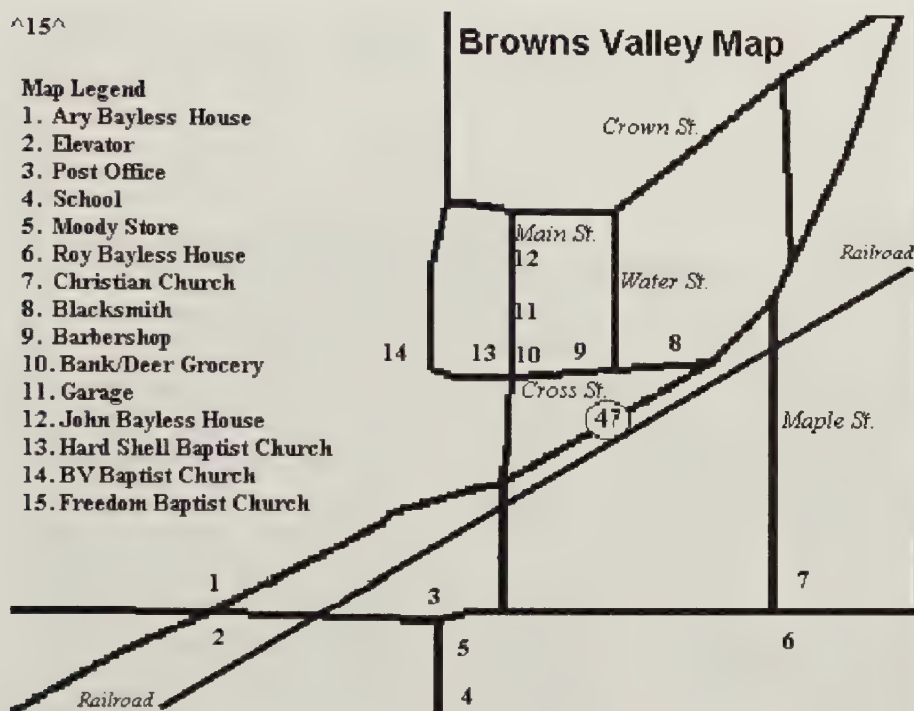 ^15^
Browns Valley Map
Map Legend
1. Ary Bayless House
2. Elevator
3. Post Office
4. School
5. Moody Store
6. Roy Bayless House
7. Christian Church
8. Blacksmith
9. Barbershop
10. Bank/Deer Grocery
11. Garage
12. John Bayless House
13. Hard Shell Baptist Church
14. BV Baptist Church
15. Freedom Baptist Church
Crown St.
Main St.
12
Water St.
Railroad
11
14
13
10
9
8
Cross St.
47
Maple St.
1
3
7
2
5
6
Railroad
4